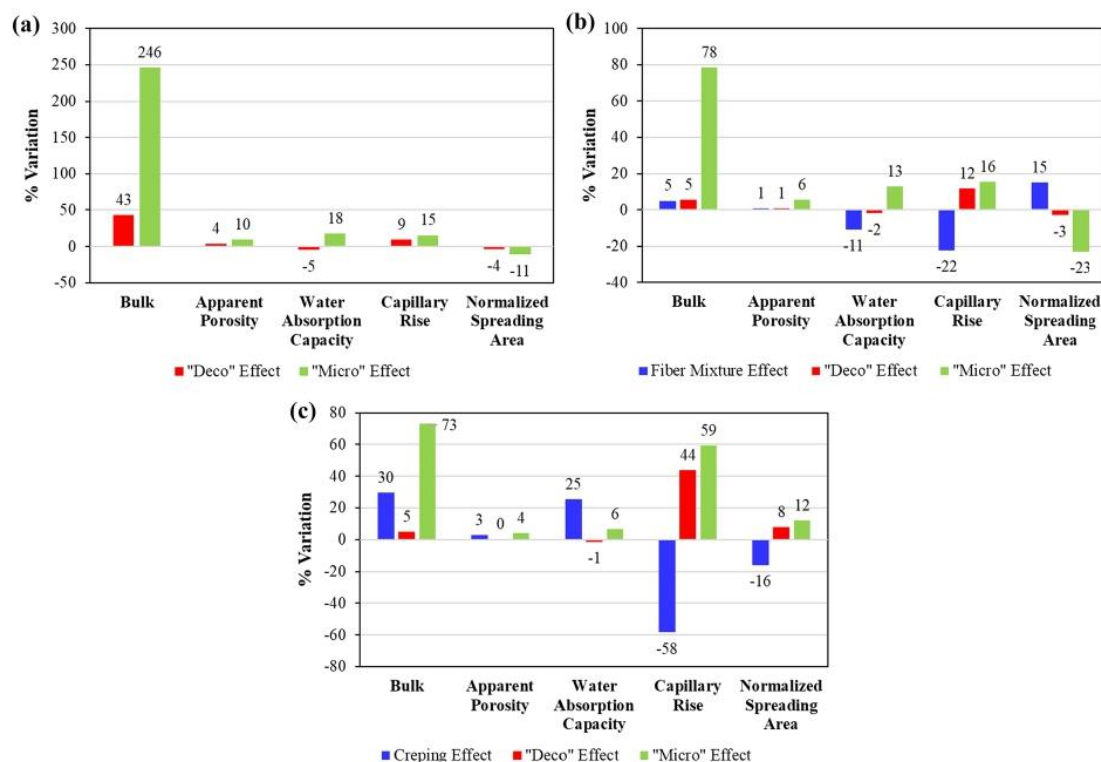 (a)
300
250
200
150
100
50
0
-50
% Variation
43
246
4
10
-5
18
9
15
-4
-11
Bulk
Apparent
Porosity
Water
Absorption
Capacity
Capillary
Rise
Normalized
Spreading
Area
"Deco" Effect "Micro" Effect
(b)
100
80
60
40
20
0
-20
-40
% Variation
5
5
78
1
1
6
-11
-2
13
-22
12
16
15
-3
-23
Bulk
Apparent
Porosity
Water
Absorption
Capacity
Capillary
Rise
Normalized
Spreading
Area
Fiber Mixture Effect "Deco" Effect "Micro" Effect
(c)
80
60
40
20
0
-20
-40
-60
-80
% Variation
30
5
73
3
0
4
25
-1
6
-58
44
59
-16
8
12
Bulk
Apparent
Porosity
Water
Absorption
Capacity
Capillary
Rise
Normalized
Spreading
Area
Creping Effect "Deco" Effect "Micro" Effect